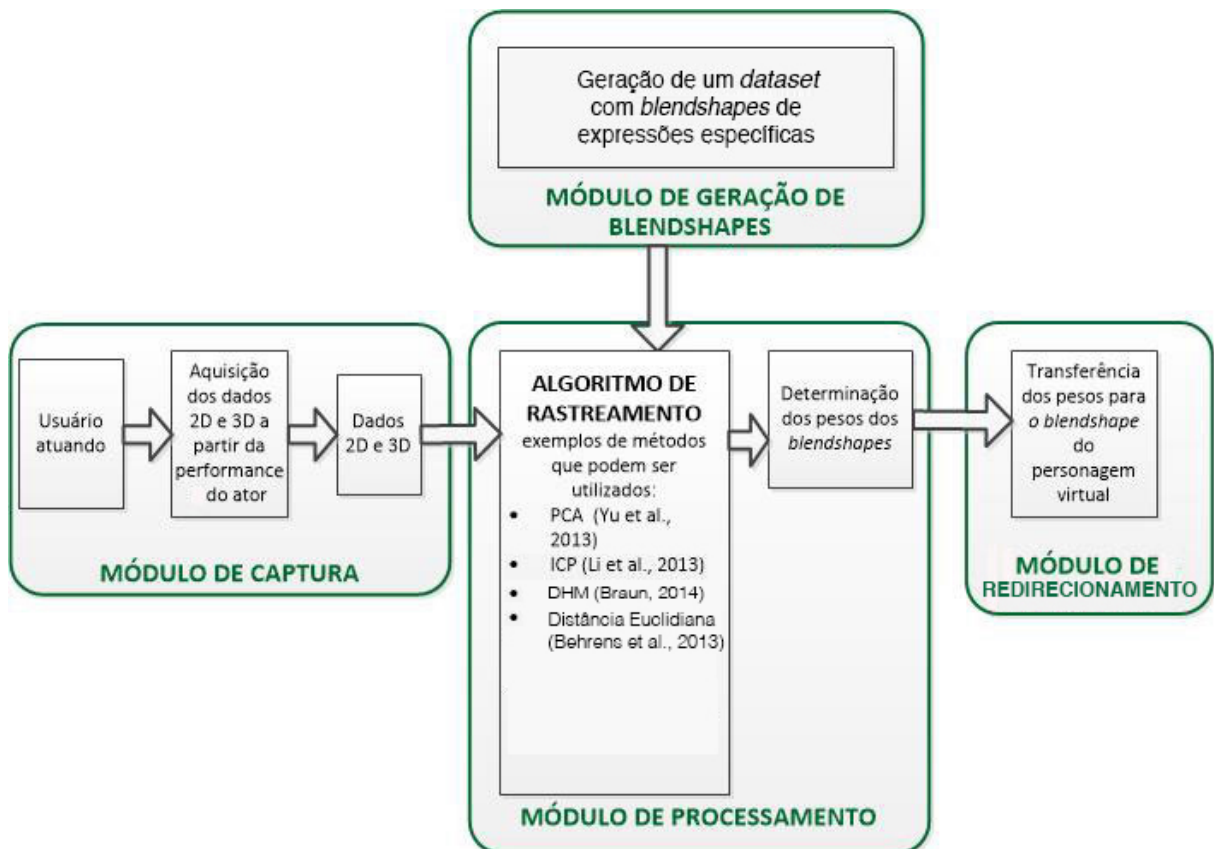 Geração de um dataset
com blendshapes de
expressões específicas
MÓDULO DE GERAÇÃO DE
BLENDSHAPES
Usuário
atuando
Aquisição
dos dados
2D e 3D a
partir da
performance
do ator
Dados
2D e 3D
MÓDULO DE CAPTURA
ALGORITMO DE
RASTREAMENTO
exemplos de métodos
que podem ser
utilizados:
• PCA (Yu et al.,
2013)
• ICP (Li et al., 2013)
• DHM (Braun, 2014)
• Distância Euclidiana
(Behrens et al., 2013)
Determinação
dos pesos dos
blendshapes
MÓDULO DE PROCESSAMENTO
Transferência
dos pesos para
o blendshape
do
personagem
virtual
MÓDULO DE
REDIRECIONAMENTO